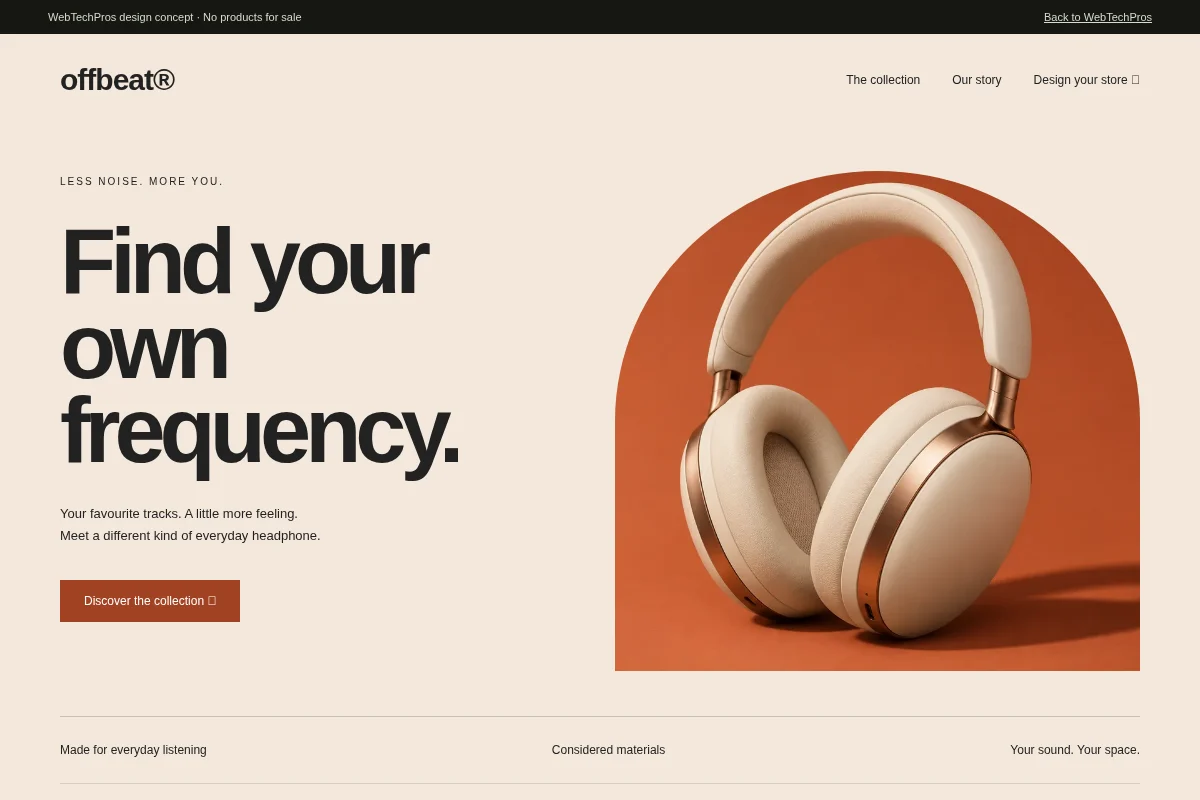 WebTechPros design concept · No products for sale
Back to WebTechPros
offbeat®
The collection
Our story
Design your store
LESS NOISE. MORE YOU.
Find your
own
frequency.
Your favourite tracks. A little more feeling.
Meet a different kind of everyday headphone.
Discover the collection
Made for everyday listening
Considered materials
Your sound. Your space.